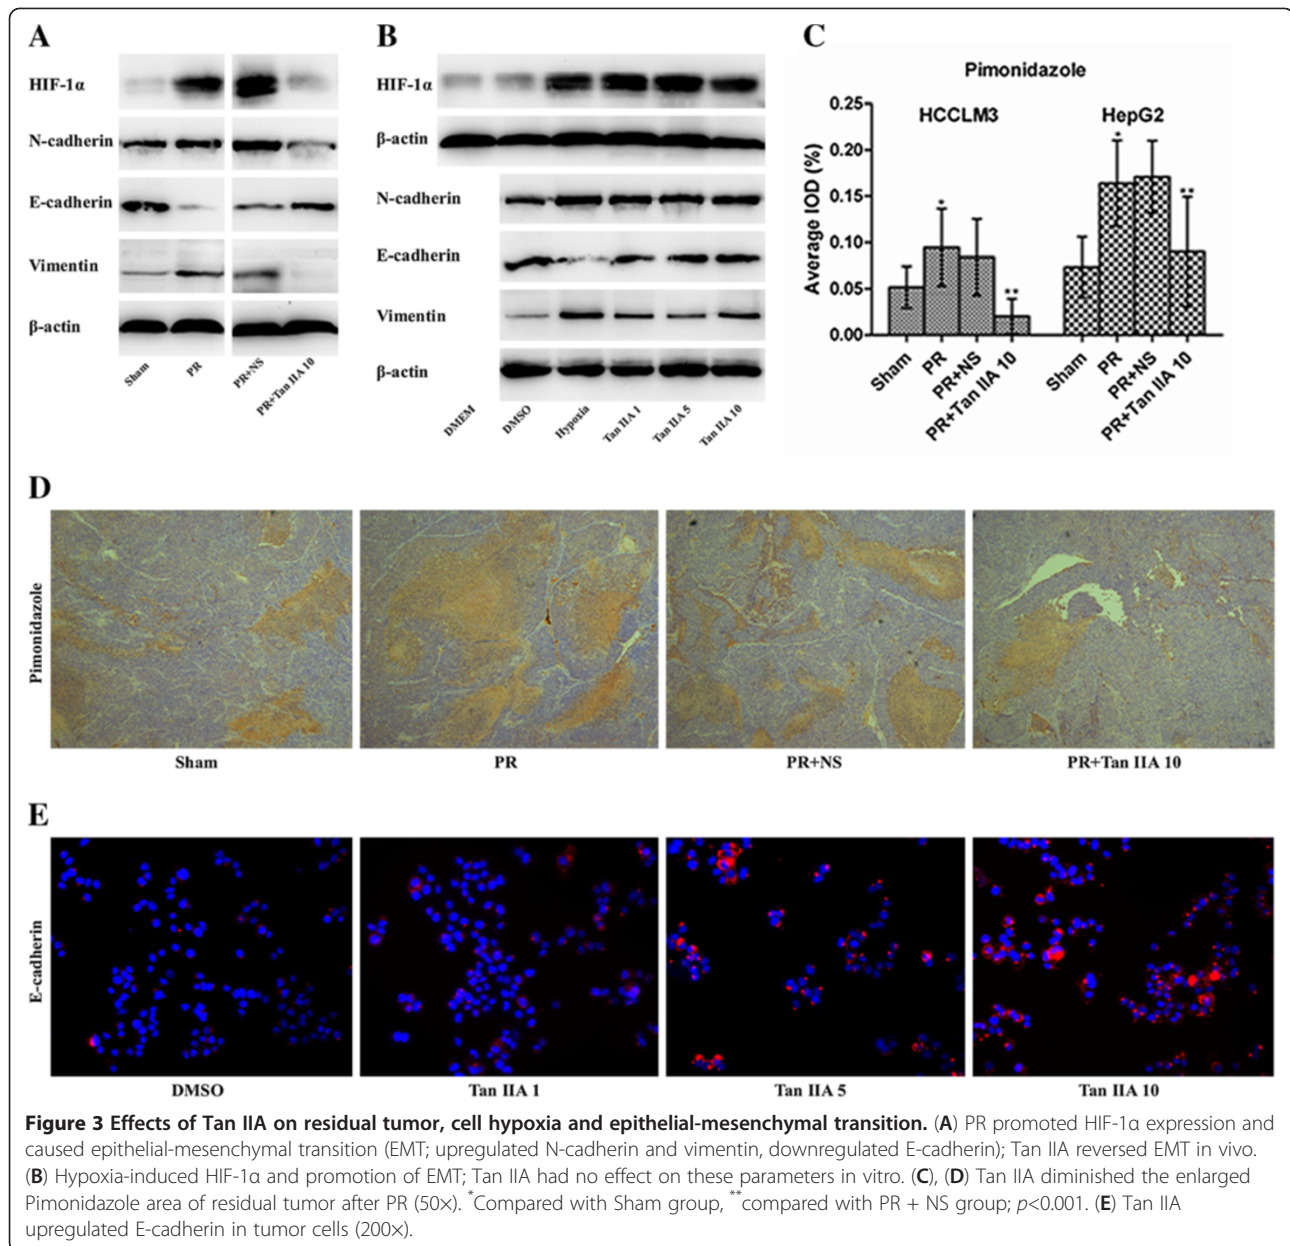 A
HIF-1α
N-cadherin
E-cadherin
Vimentin
β-actin
Sham
PR
PR+NS
PR+Tan IIA 10
B
HIF-1α
β-actin
N-cadherin
E-cadherin
Vimentin
β-actin
DMEM
DMSO
Hypoxia
Tan IIA 1
Tan IIA 5
Tan IIA 10
C
Pimonidazole
HCCLM3 HepG2
Average IOD (%)
0.25
0.20
0.15
0.10
0.05
0.00
*
**
*
**
Sham
PR
PR+NS
PR+Tan IIA 10
Sham
PR
PR+NS
PR+Tan IIA 10
D
Pimonidazole
Sham PR PR+NS PR+Tan IIA 10
E
E-cadherin
DMSO Tan IIA 1 Tan IIA 5 Tan IIA 10
Figure 3 Effects of Tan IIA on residual tumor, cell hypoxia and epithelial-mesenchymal transition. (A) PR promoted HIF-1α expression and
caused epithelial-mesenchymal transition (EMT; upregulated N-cadherin and vimentin, downregulated E-cadherin); Tan IIA reversed EMT in vivo.
(B) Hypoxia-induced HIF-1α and promotion of EMT; Tan IIA had no effect on these parameters in vitro. (C), (D) Tan IIA diminished the enlarged
Pimonidazole area of residual tumor after PR (50×). *Compared with Sham group, **compared with PR + NS group; p<0.001. (E) Tan IIA
upregulated E-cadherin in tumor cells (200×).